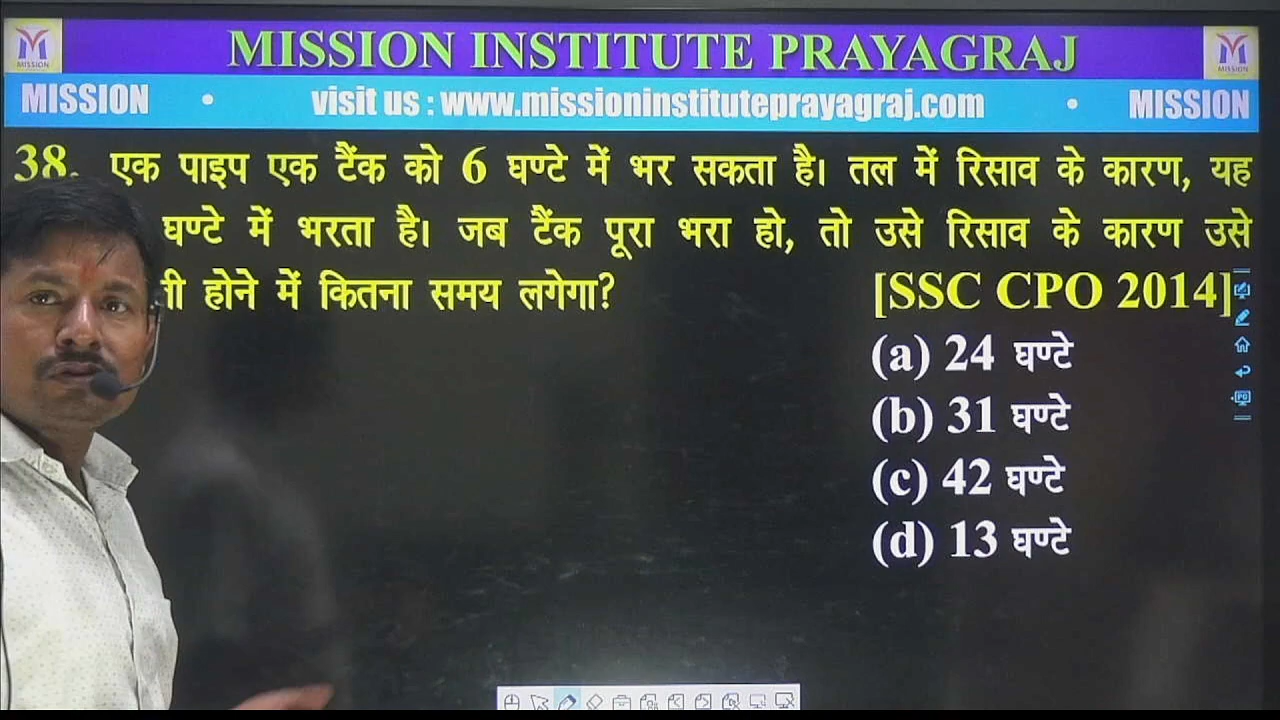 MISSION INSTITUTE PRAYAGRAJ
MISSION
MISSION
MISSION • visit us : www.missioninstituteprayagraj.com • MISSION
38. एक पाइप एक टैंक को 6 घण्टे में भर सकता है। तल में रिसाव के कारण, यह
घण्टे में भरता है। जब टैंक पूरा भरा हो, तो उसे रिसाव के कारण उसे
होने में कितना समय लगेगा?
[SSC CPO 2014]
(a) 24 घण्टे
(b) 31 घण्टे
(c) 42 घण्टे
(d) 13 घण्टे